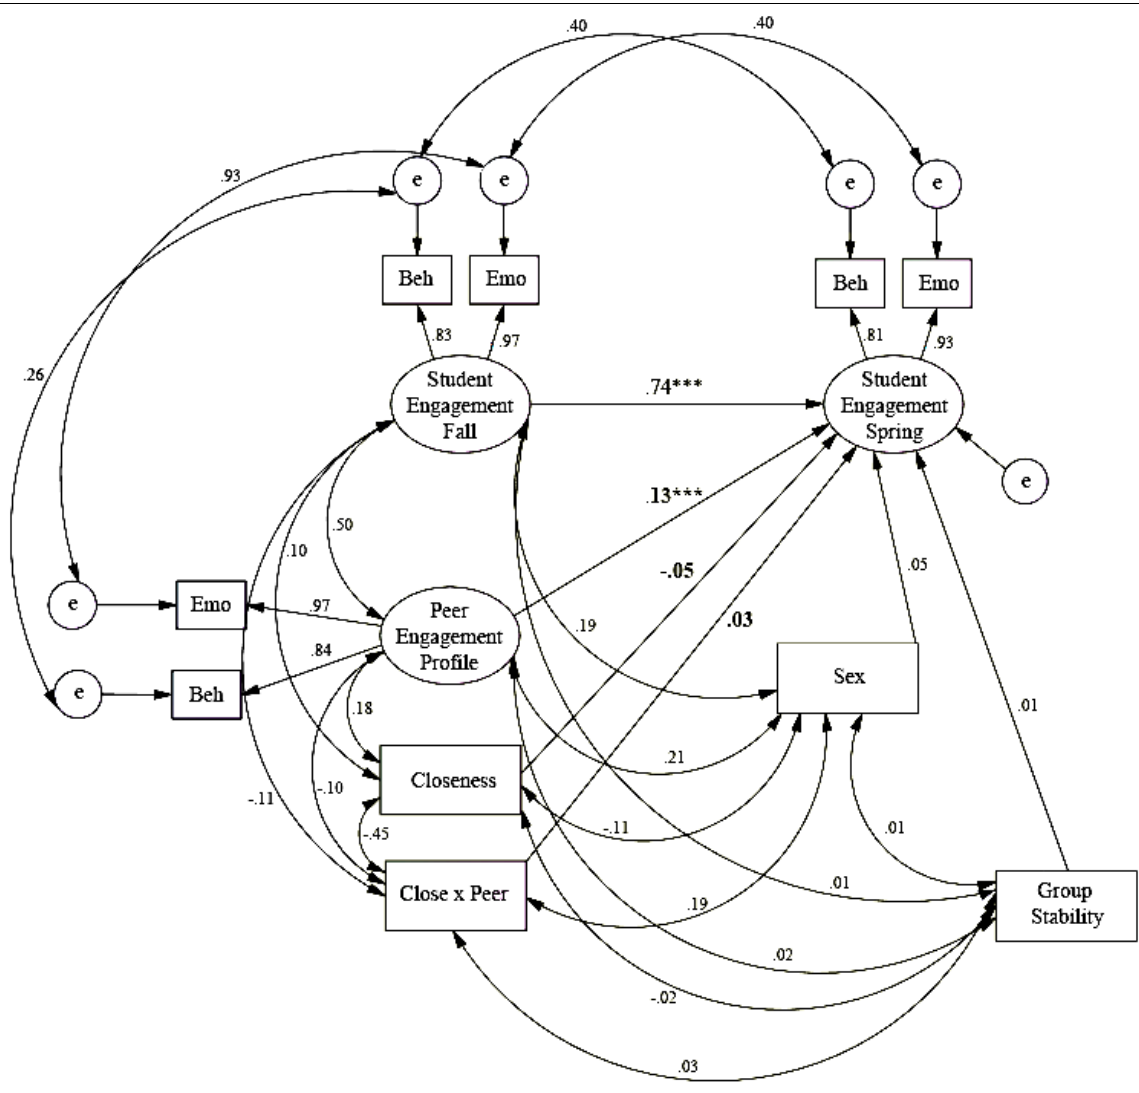 .40
.40
.93
e
e
e
e
Beh
Emo
Beh
Emo
.83
.97
.81
.93
.26
Student
Engagement
Fall
.74***
Student
Engagement
Spring
e
.13***
.50
.10
-.05
.05
e
Emo
.97
Peer
Engagement
Profile
.03
.19
.84
e
Beh
Sex
.18
.01
.21
Closeness
-.10
-.11
-.11
-.45
.01
Close x Peer
.01
.19
Group
Stability
.02
-.02
.03